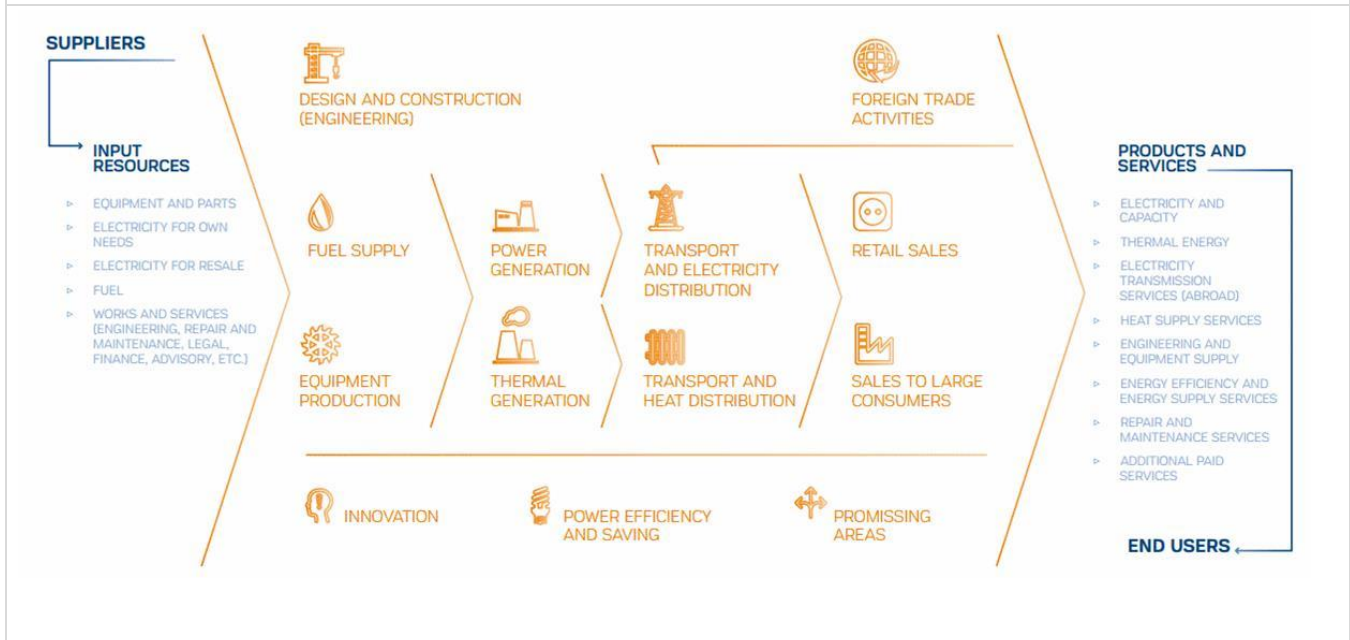 SUPPLIERS
INPUT
RESOURCES
EQUIPMENT AND PARTS
ELECTRICITY FOR OWN
NEEDS
ELECTRICITY FOR RESALE
FUEL
WORKS AND SERVICES
(ENGINEERING, REPAIR AND
MAINTENANCE, LEGAL,
FINANCE, ADVISORY, ETC.)
DESIGN AND CONSTRUCTION
(ENGINEERING)
FOREIGN TRADE
ACTIVITIES
FUEL SUPPLY
POWER
GENERATION
TRANSPORT
AND ELECTRICITY
DISTRIBUTION
RETAIL SALES
EQUIPMENT
PRODUCTION
THERMAL
GENERATION
TRANSPORT AND
HEAT DISTRIBUTION
SALES TO LARGE
CONSUMERS
INNOVATION
POWER EFFICIENCY
AND SAVING
PROMISSING
AREAS
PRODUCTS AND
SERVICES
ELECTRICITY AND
CAPACITY
THERMAL ENERGY
ELECTRICITY
TRANSMISSION
SERVICES (ABROAD)
HEAT SUPPLY SERVICES
ENGINEERING AND
EQUIPMENT SUPPLY
ENERGY EFFICIENCY AND
ENERGY SUPPLY SERVICES
REPAIR AND
MAINTENANCE SERVICES
ADDITIONAL PAID
SERVICES
END USERS